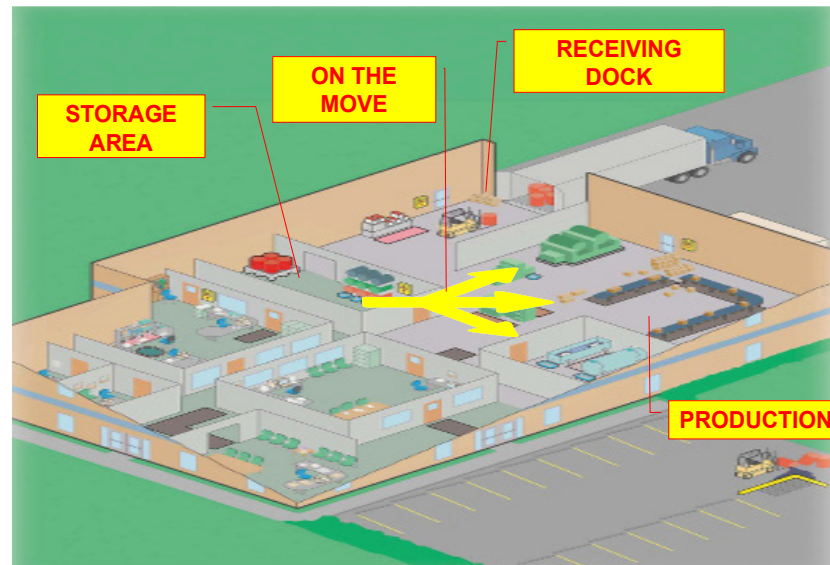 RECEIVING
DOCK
ON THE
MOVE
STORAGE
AREA
PRODUCTION